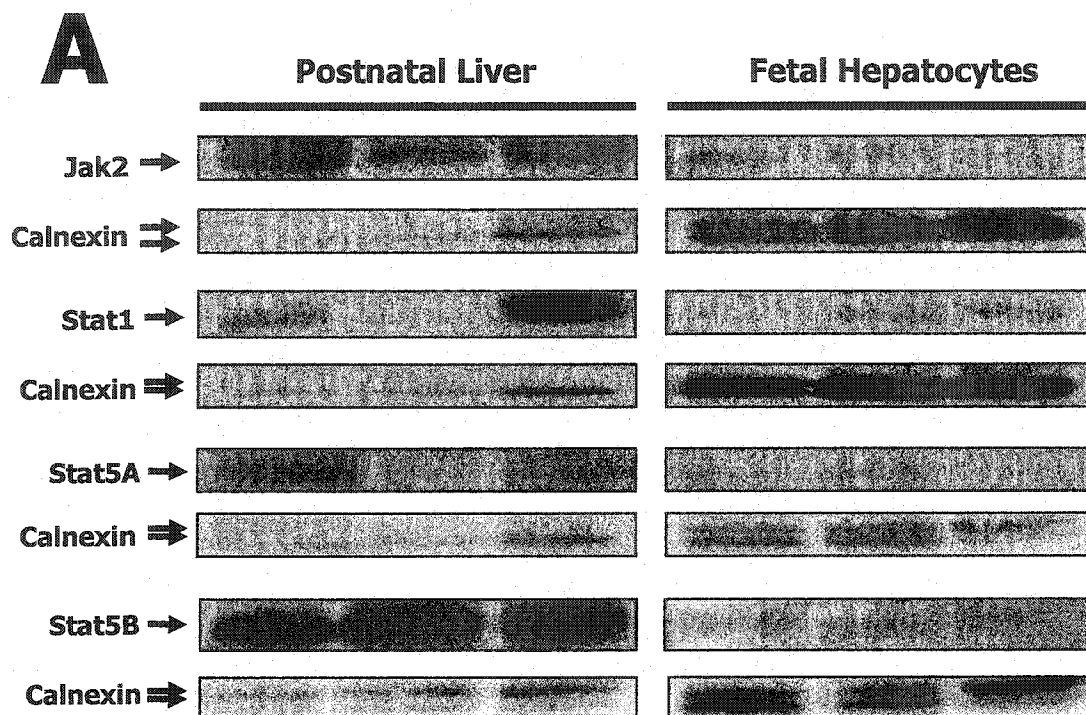 A
Postnatal Liver Fetal Hepatocytes
Jak2
Calnexin
Stat1
Calnexin
Stat5A
Calnexin
Stat5B
Calnexin